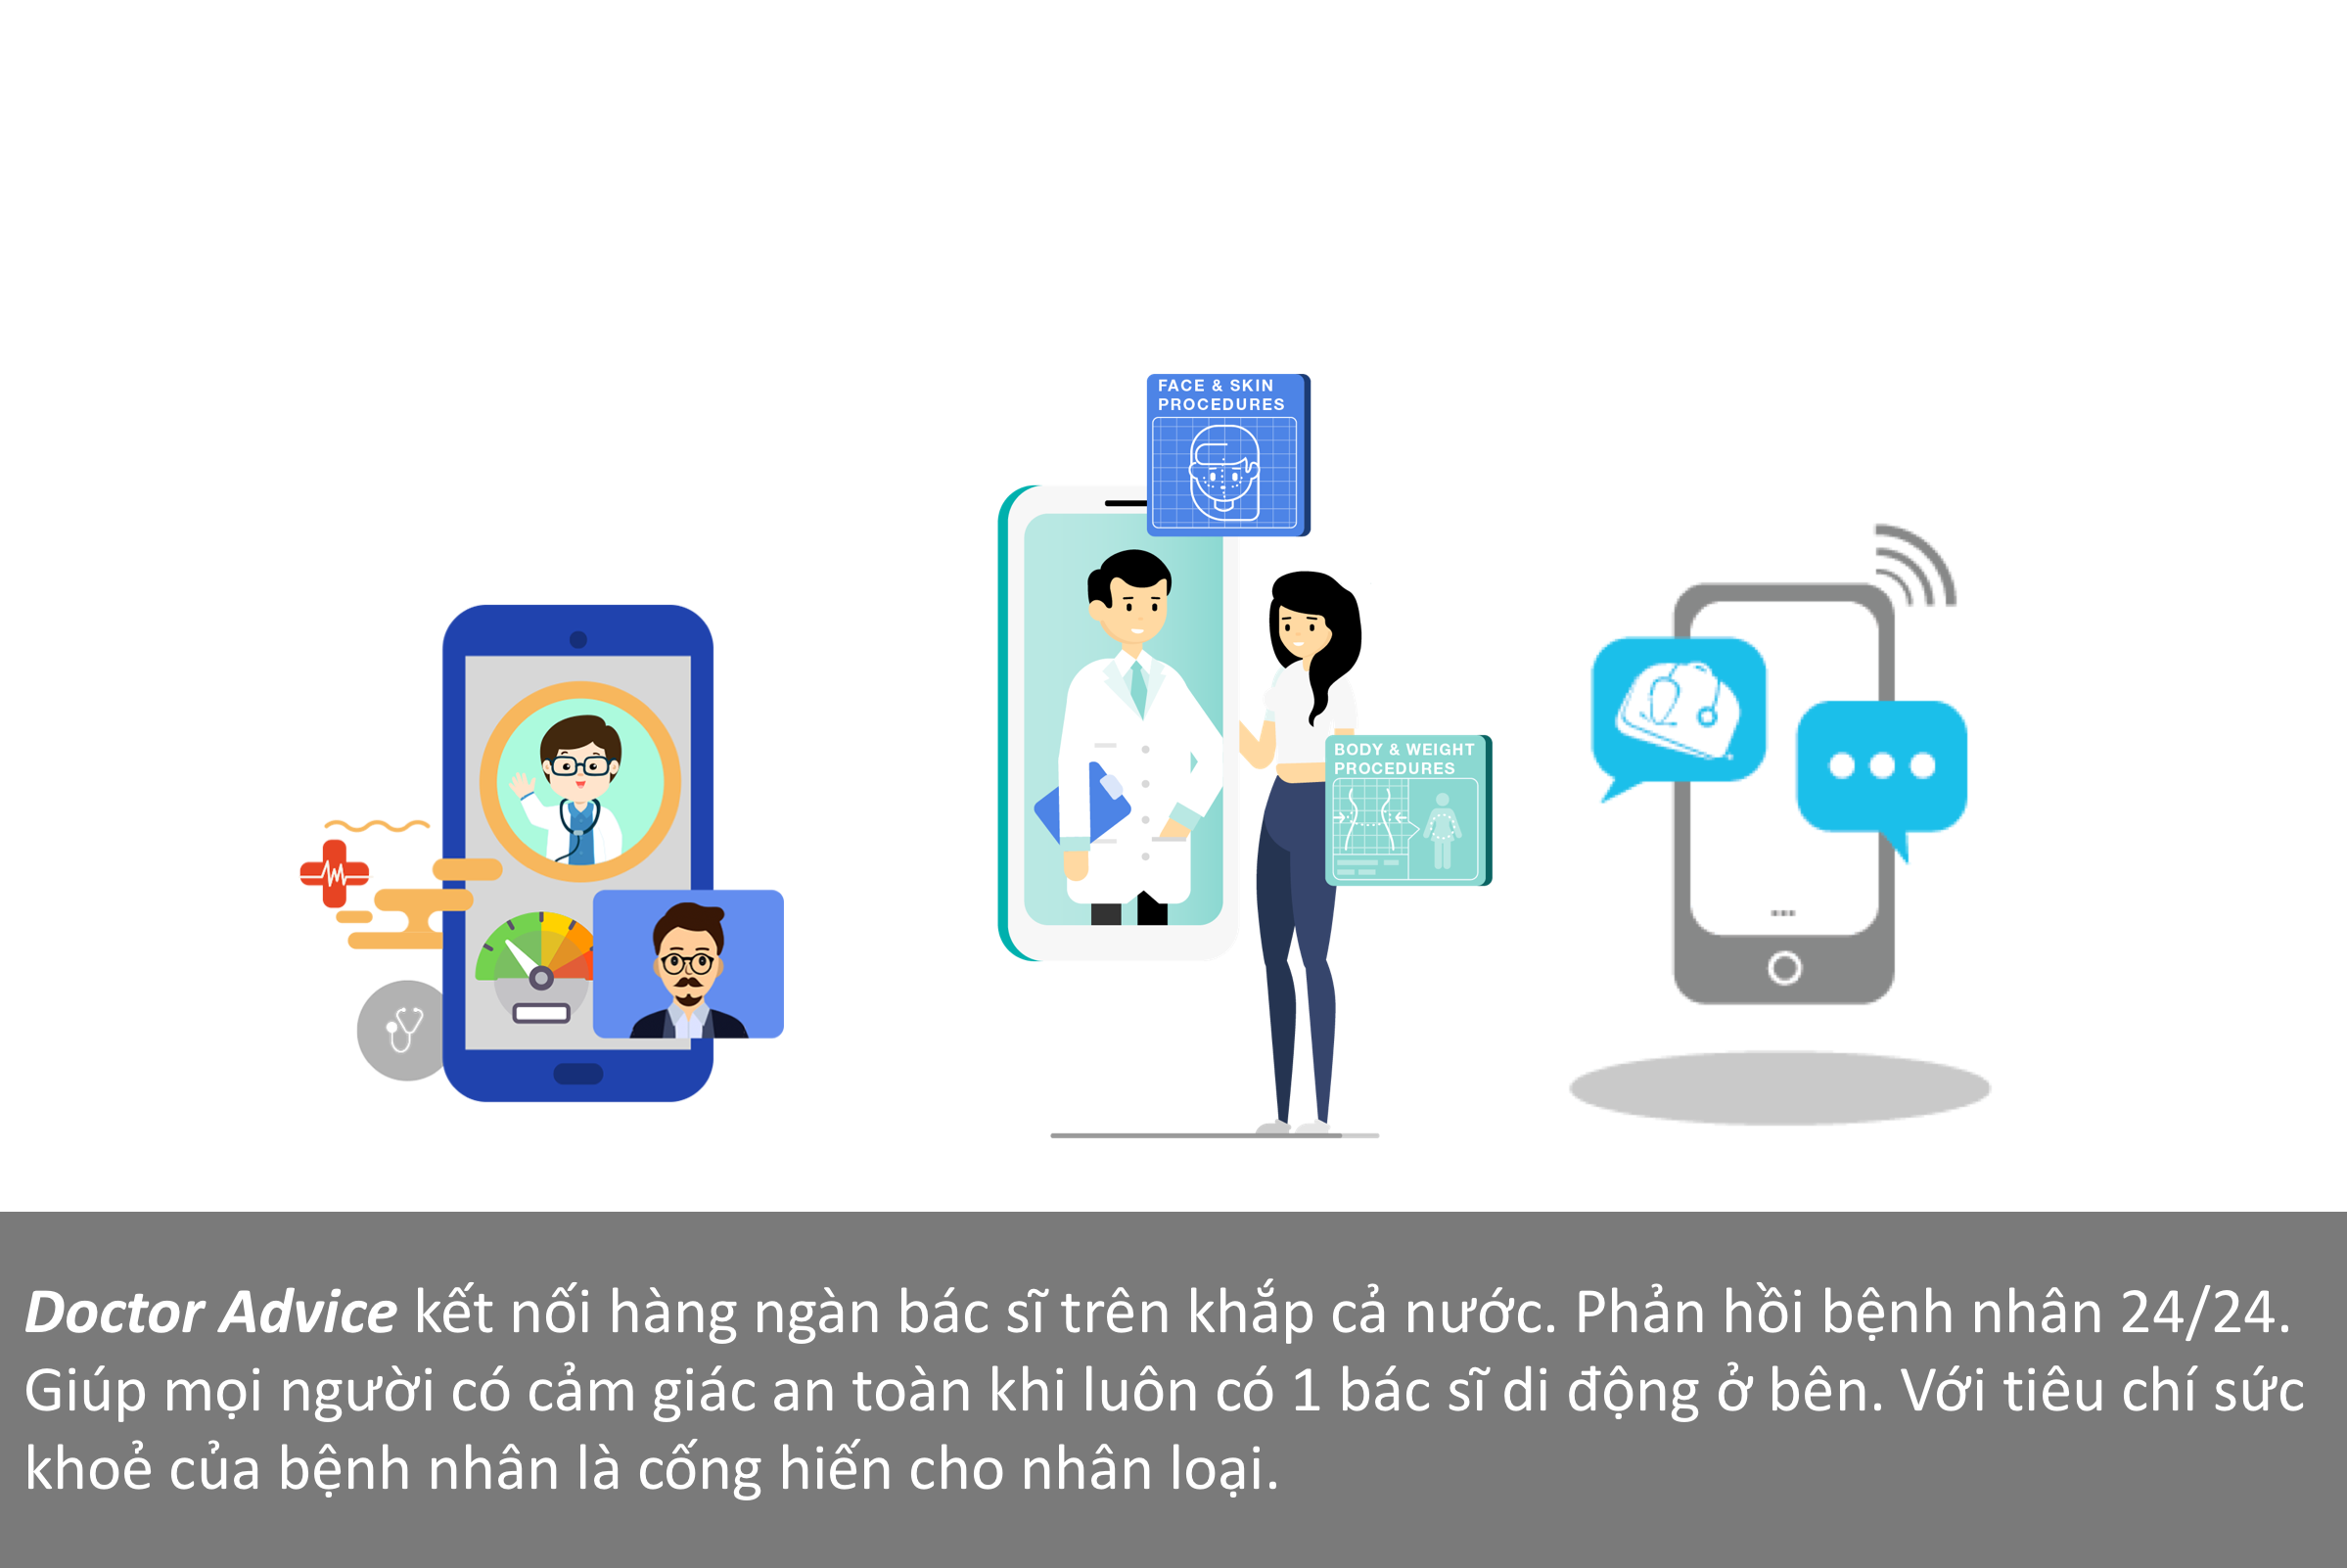 FACE & SKIN
PROCEDURES
BODY & WEIGHT
PROCEDURES
Doctor Advice kết nối hàng ngàn bác sĩ trên khắp cả nước. Phản hồi bệnh nhân 24/24.
Giúp mọi người có cảm giác an toàn khi luôn có 1 bác sĩ di động ở bên. Với tiêu chí sức
khoẻ của bệnh nhân là cống hiến cho nhân loại.